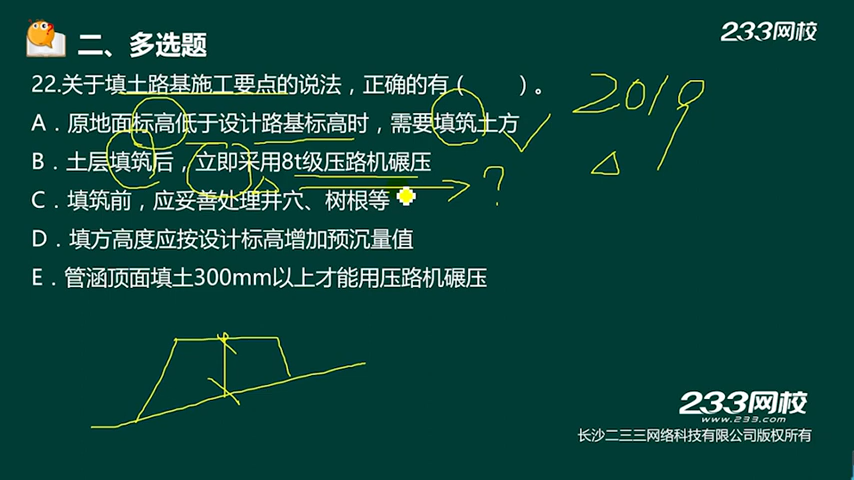 二、多选题
233网校
22.关于填土路基施工要点的说法，正确的有（　　）。
2019
A．原地面标高低于设计路基标高时，需要填筑土方
B．土层填筑后，立即采用8t级压路机碾压
?
C．填筑前，应妥善处理井穴、树根等
D．填方高度应按设计标高增加预沉量值
E．管涵顶面填土300mm以上才能用压路机碾压
233网校
www.233.com
长沙二三三网络科技有限公司版权所有